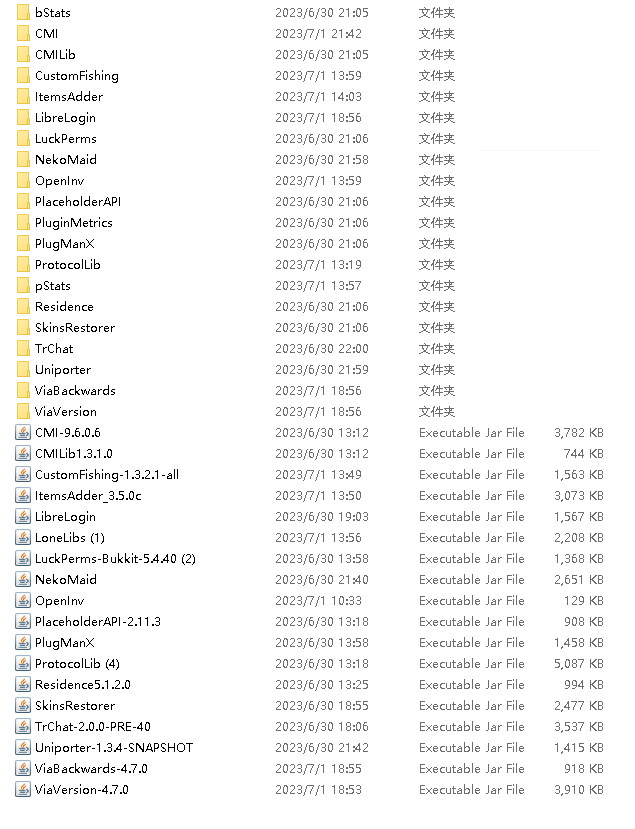 bStats 2023/6/30 21:05 文件夹
CMI 2023/7/1 21:42 文件夹
CMILib 2023/6/30 21:05 文件夹
CustomFishing 2023/7/1 13:59 文件夹
ItemsAdder 2023/7/1 14:03 文件夹
LibreLogin 2023/7/1 18:56 文件夹
LuckPerms 2023/6/30 21:06 文件夹
NekoMaid 2023/6/30 21:58 文件夹
OpenInv 2023/7/1 13:59 文件夹
PlaceholderAPI 2023/6/30 21:06 文件夹
PluginMetrics 2023/6/30 21:06 文件夹
PlugManX 2023/6/30 21:06 文件夹
ProtocolLib 2023/7/1 13:19 文件夹
pStats 2023/7/1 13:57 文件夹
Residence 2023/6/30 21:06 文件夹
SkinsRestorer 2023/6/30 21:06 文件夹
TrChat 2023/6/30 22:00 文件夹
Uniporter 2023/6/30 21:59 文件夹
ViaBackwards 2023/7/1 18:56 文件夹
ViaVersion 2023/7/1 18:56 文件夹
CMI-9.6.0.6 2023/6/30 13:12 Executable Jar File 3,782 KB
CMILib1.3.1.0 2023/6/30 13:12 Executable Jar File 744 KB
CustomFishing-1.3.2.1-all 2023/7/1 13:49 Executable Jar File 1,563 KB
ItemsAdder_3.5.0c 2023/7/1 13:50 Executable Jar File 3,073 KB
LibreLogin 2023/6/30 19:03 Executable Jar File 1,567 KB
LoneLibs (1) 2023/7/1 13:56 Executable Jar File 2,208 KB
LuckPerms-Bukkit-5.4.40 (2) 2023/6/30 13:58 Executable Jar File 1,368 KB
NekoMaid 2023/6/30 21:40 Executable Jar File 2,651 KB
OpenInv 2023/7/1 10:33 Executable Jar File 129 KB
PlaceholderAPI-2.11.3 2023/6/30 13:18 Executable Jar File 908 KB
PlugManX 2023/6/30 13:58 Executable Jar File 1,458 KB
ProtocolLib (4) 2023/6/30 13:18 Executable Jar File 5,087 KB
Residence5.1.2.0 2023/6/30 13:25 Executable Jar File 994 KB
SkinsRestorer 2023/6/30 18:55 Executable Jar File 2,477 KB
TrChat-2.0.0-PRE-40 2023/6/30 18:06 Executable Jar File 3,537 KB
Uniporter-1.3.4-SNAPSHOT 2023/6/30 21:42 Executable Jar File 1,415 KB
ViaBackwards-4.7.0 2023/7/1 18:55 Executable Jar File 918 KB
ViaVersion-4.7.0 2023/7/1 18:53 Executable Jar File 3,910 KB